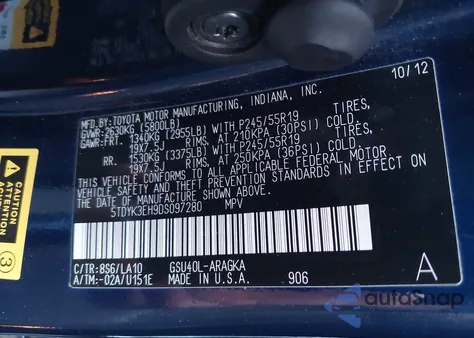 10/12
MFD.BY:TOYOTA MOTOR MANUFACTURING, INDIANA, INC.
GVWR:2630KG (5800LB)
GAWR:FRT. 1340KG (2955LB)WITH P245/55R19 TIRES,
19X7.5J RIMS, AT 210KPA (30PSI) COLD.
RR. 1530KG (3375LB)WITH P245/55R19 TIRES,
19X7.5J RIMS, AT 250KPA (36PSI) COLD.
THIS VEHICLE CONFORMS TO ALL APPLICABLE FEDERAL MOTOR
VEHICLE SAFETY AND THEFT PREVENTION STANDARDS IN EFFECT ON
THE DATE OF MANUFACTURE SHOWN ABOVE.
5TDYK3EH9DS097280 MPV
C/TR:8S6/LA10 GSU40L-ARAGKA
A/TM:-02A/U151E MADE IN U.S.A. 906 A
3
autoSnap